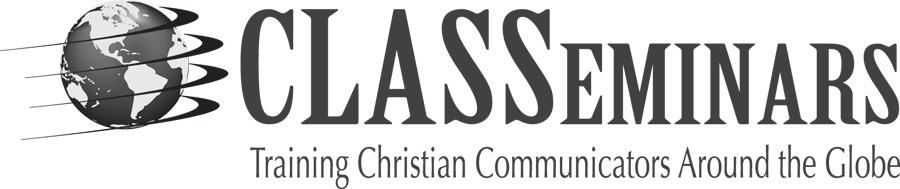 CLASSEMINARS
Training Christian Communicators Around the Globe